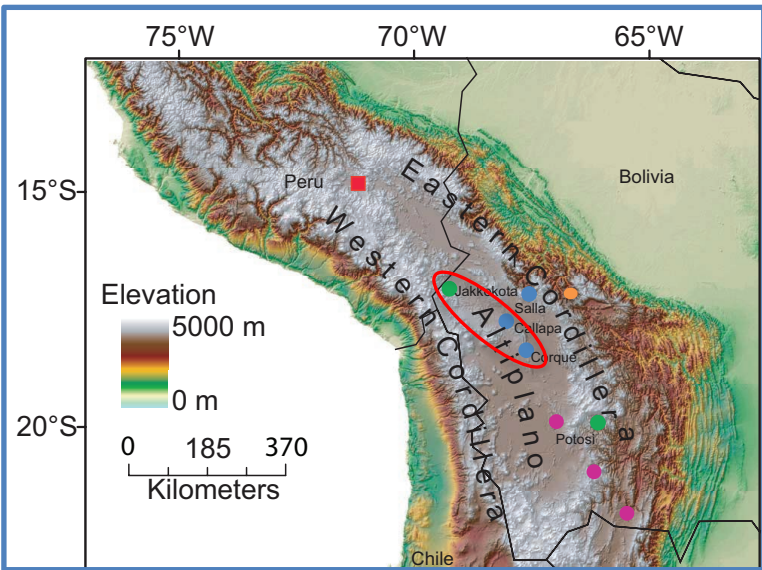 75°W 70°W 65°W
15°S
20°S
Peru
Bolivia
Eastern Cordillera
Western Cordillera
Altiplano
Jakkokota
Salla
Callapa
Corque
Potosi
Elevation
5000 m
0 m
0 185 370
Kilometers
Chile